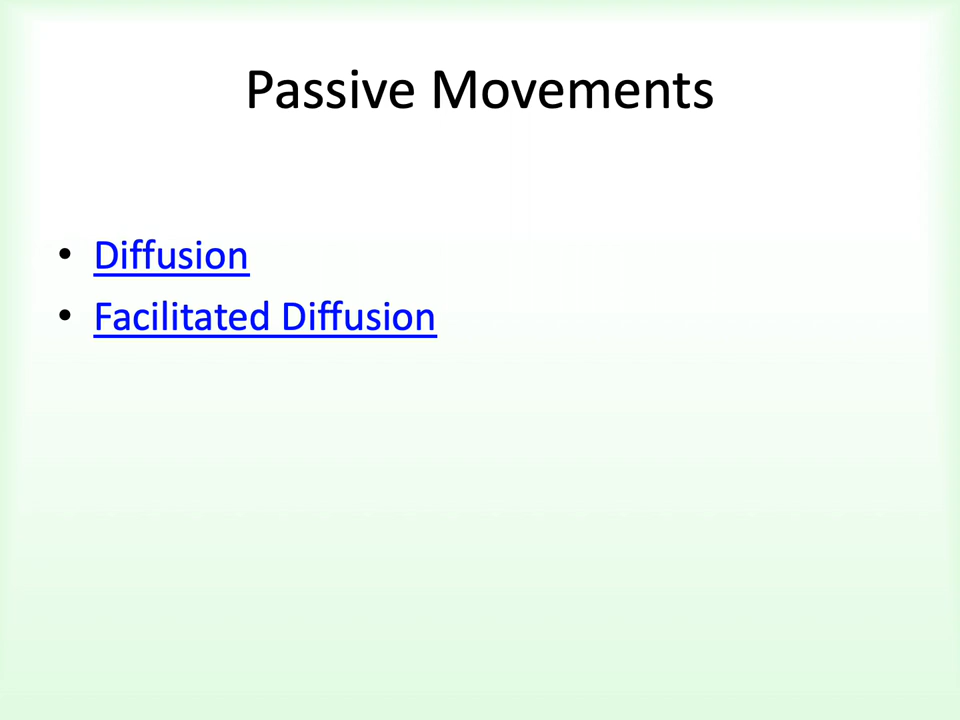 Passive Movements
• Diffusion
• Facilitated Diffusion